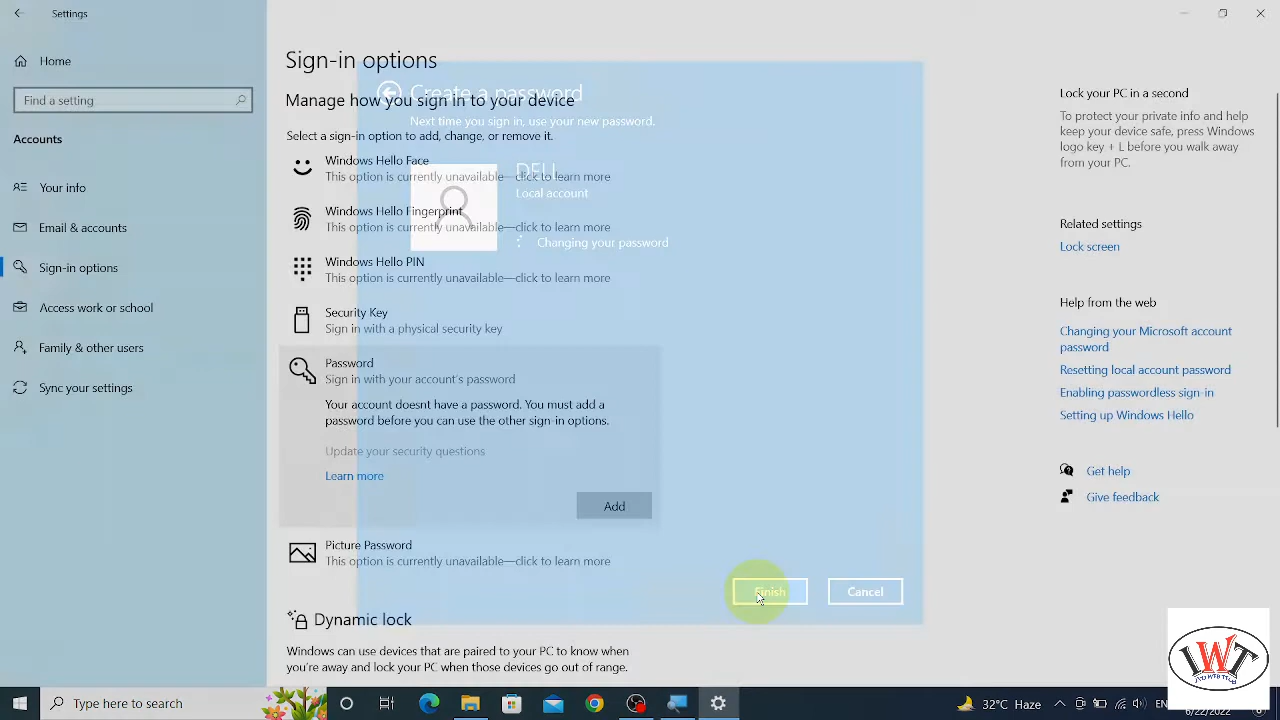 Settings
Home
Find a setting
Accounts
Your info
Email & accounts
Sign-in options
Access work or school
Family & other users
Sync your settings
Sign-in options
Manage how you sign in to your device
Select a sign-in option to add, change, or remove it.
Windows Hello Face
This option is currently unavailable—click to learn more
Windows Hello Fingerprint
This option is currently unavailable—click to learn more
Windows Hello PIN
This option is currently unavailable—click to learn more
Security Key
Sign in with a physical security key
Password
Sign in with your account's password
Your account doesnt have a password. You must add a
password before you can use the other sign-in options.
Update your security questions
Learn more
Add
Picture Password
This option is currently unavailable—click to learn more
Dynamic lock
Windows can use devices that are paired to your PC to know when
you're away and lock your PC when those devices go out of range.
Create a password
Next time you sign in, use your new password.
DELL
Local account
Changing your password
Finish
Cancel
Lock your PC in a second
To protect your private info and
help keep your device safe, press Windows
logo key + L before you walk away
from your PC.
Related settings
Lock screen
Help from the web
Changing your Microsoft account
password
Resetting local account password
Enabling passwordless sign-in
Setting up Windows Hello
Get help
Give feedback
Type here to search
32°C Haze
6/22/2022